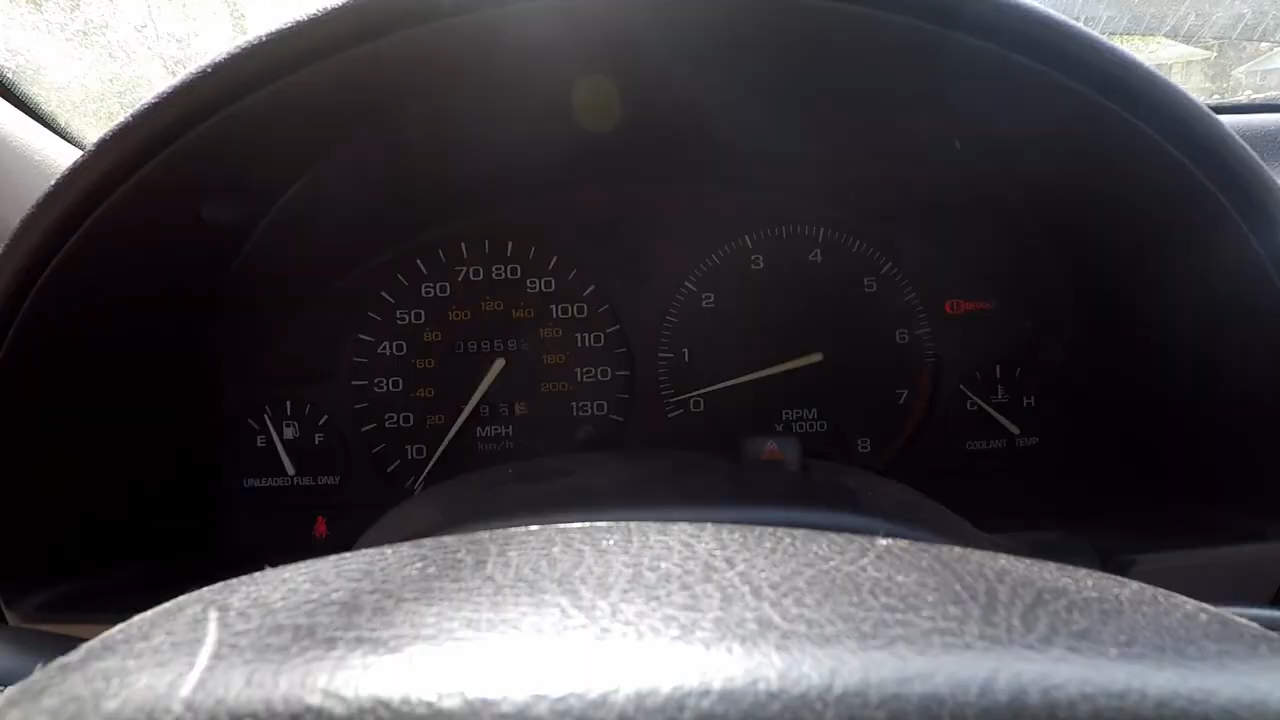 70 80
60 90
50 100
40 110
30 120
20 130
10
120
100 140
80 160
60 180
40 200
20
MPH
km/h
E F
UNLEADED FUEL ONLY
3 4
2 5
1 6
0 7
8
RPM
X 1000
BRAKE
C H
COOLANT TEMP